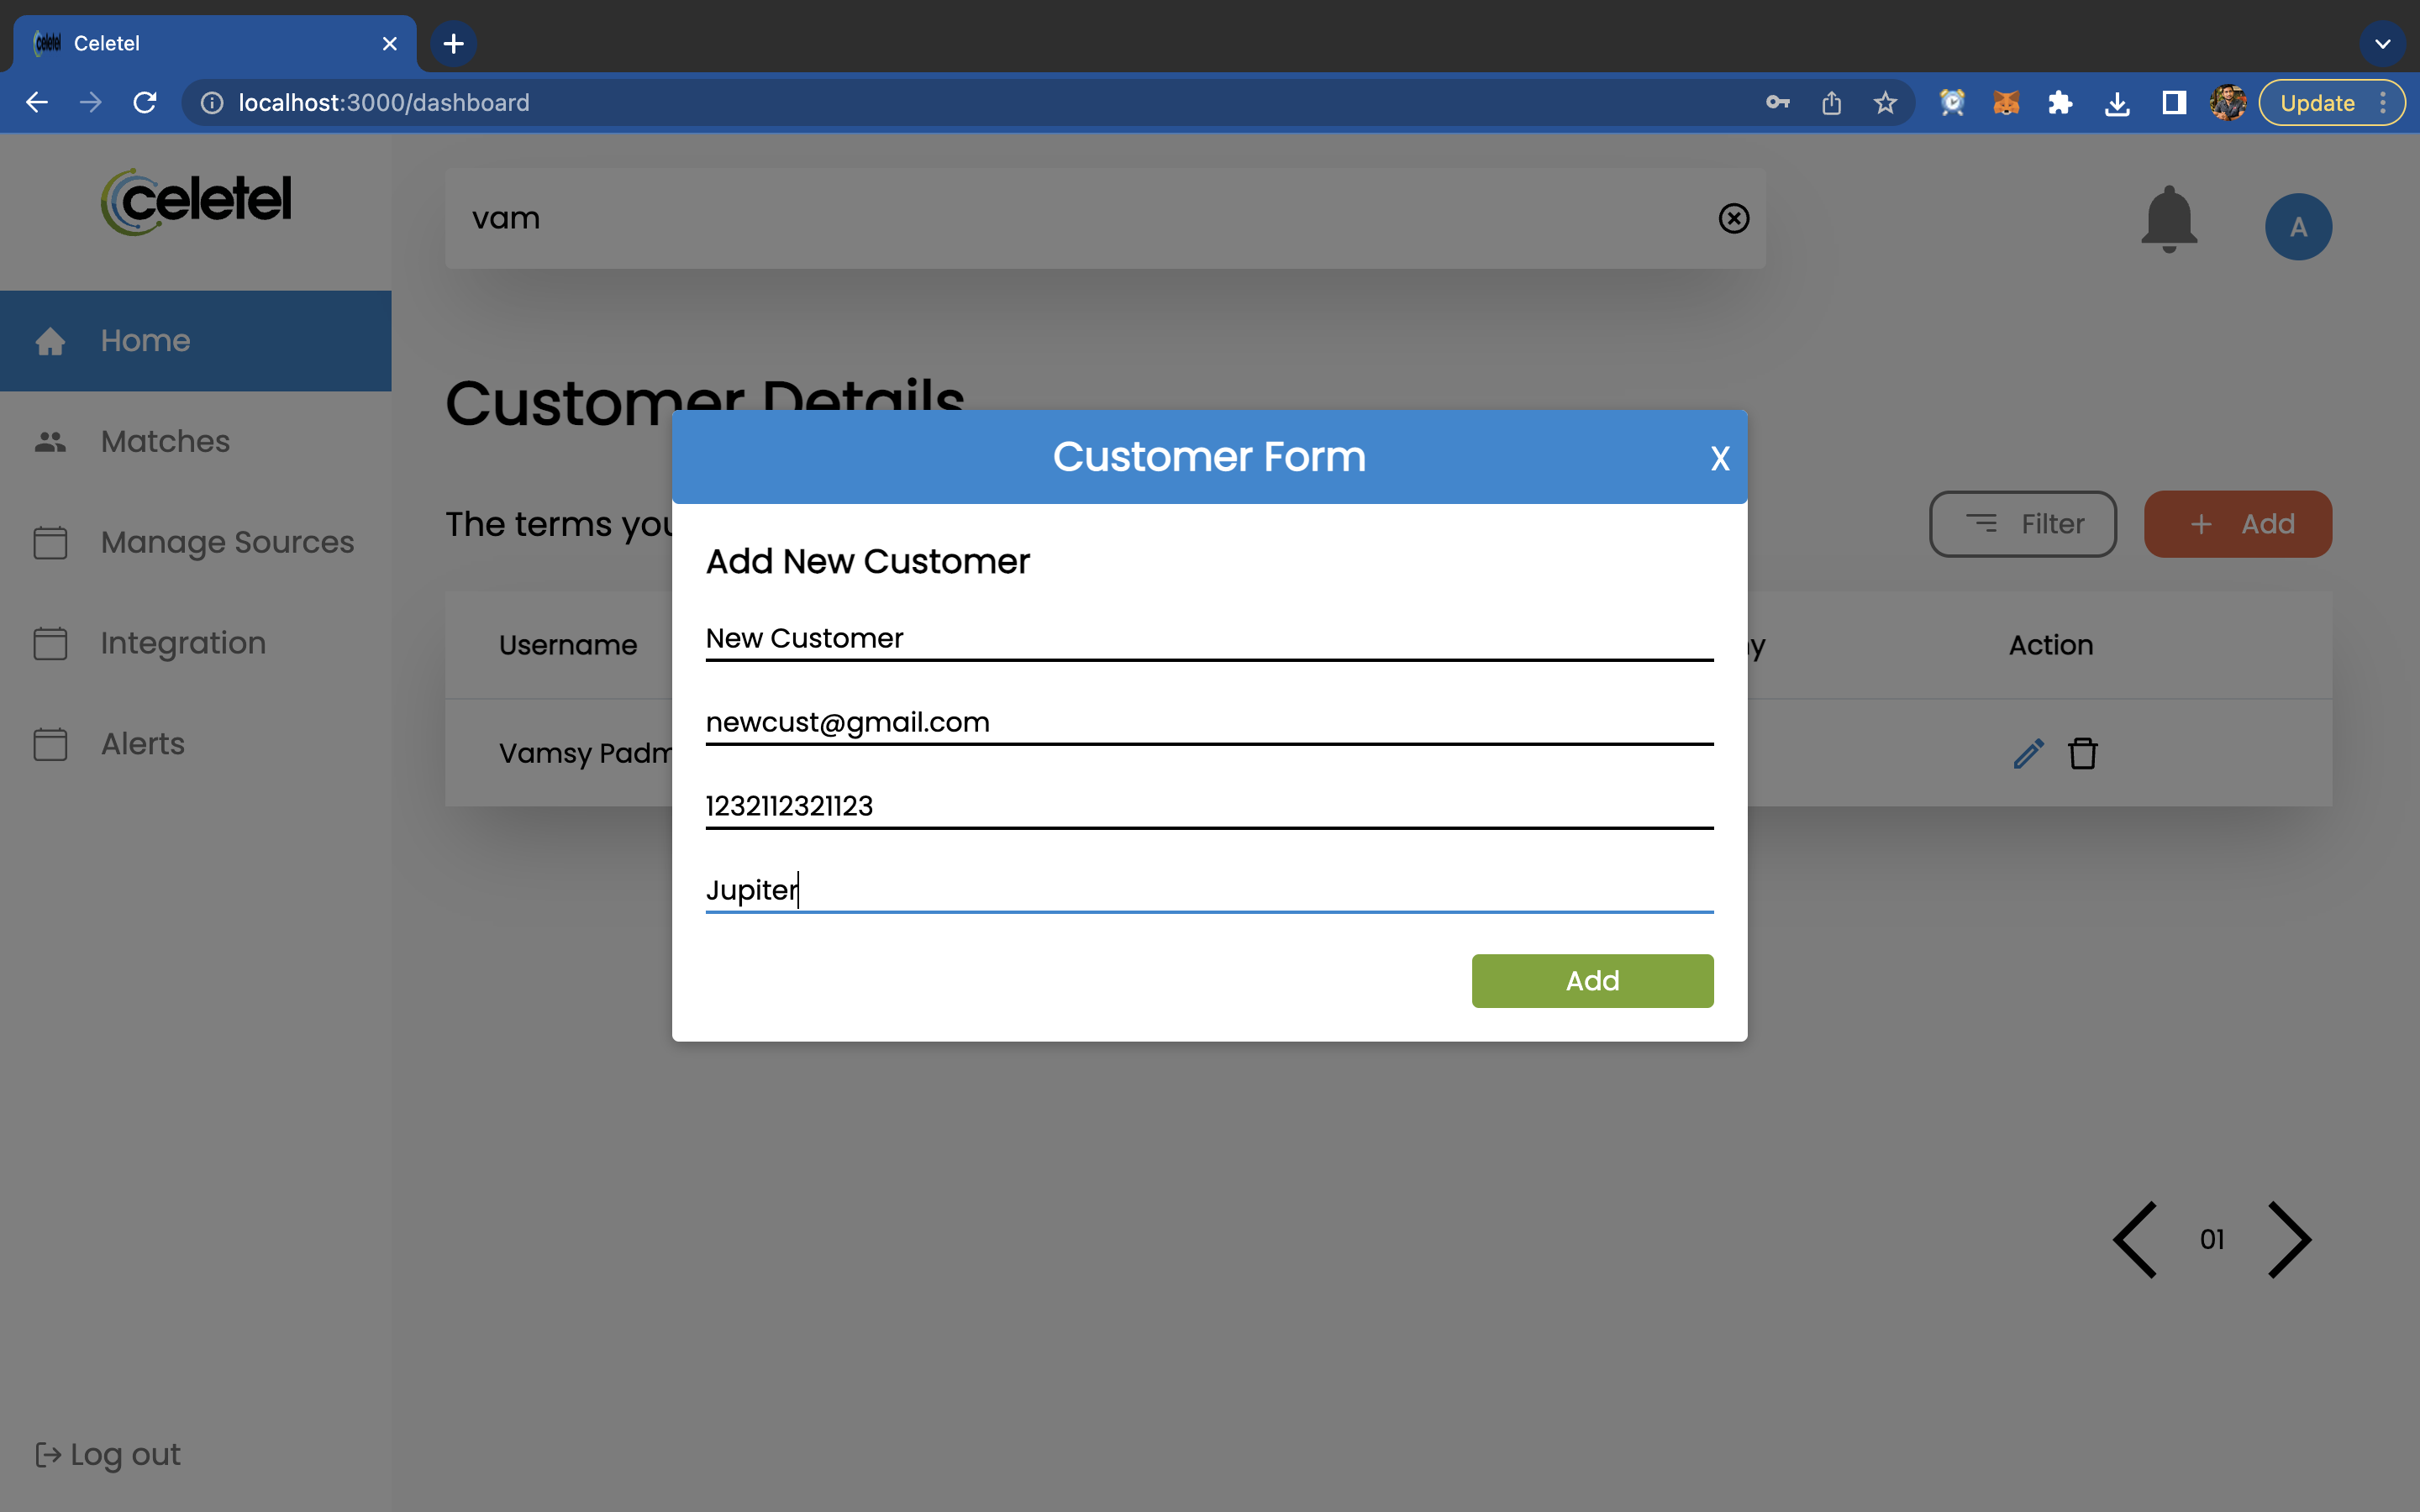 celetel Celetel
localhost:3000/dashboard
Update
celetel
vam
A
Home
Matches
Manage Sources
Integration
Alerts
Log out
Customer Details
The terms you
Filter
+ Add
Username
Action
Vamsy
Customer Form
X
Add New Customer
New Customer
newcust@gmail.com
1232112321123
Jupiter
Add
01